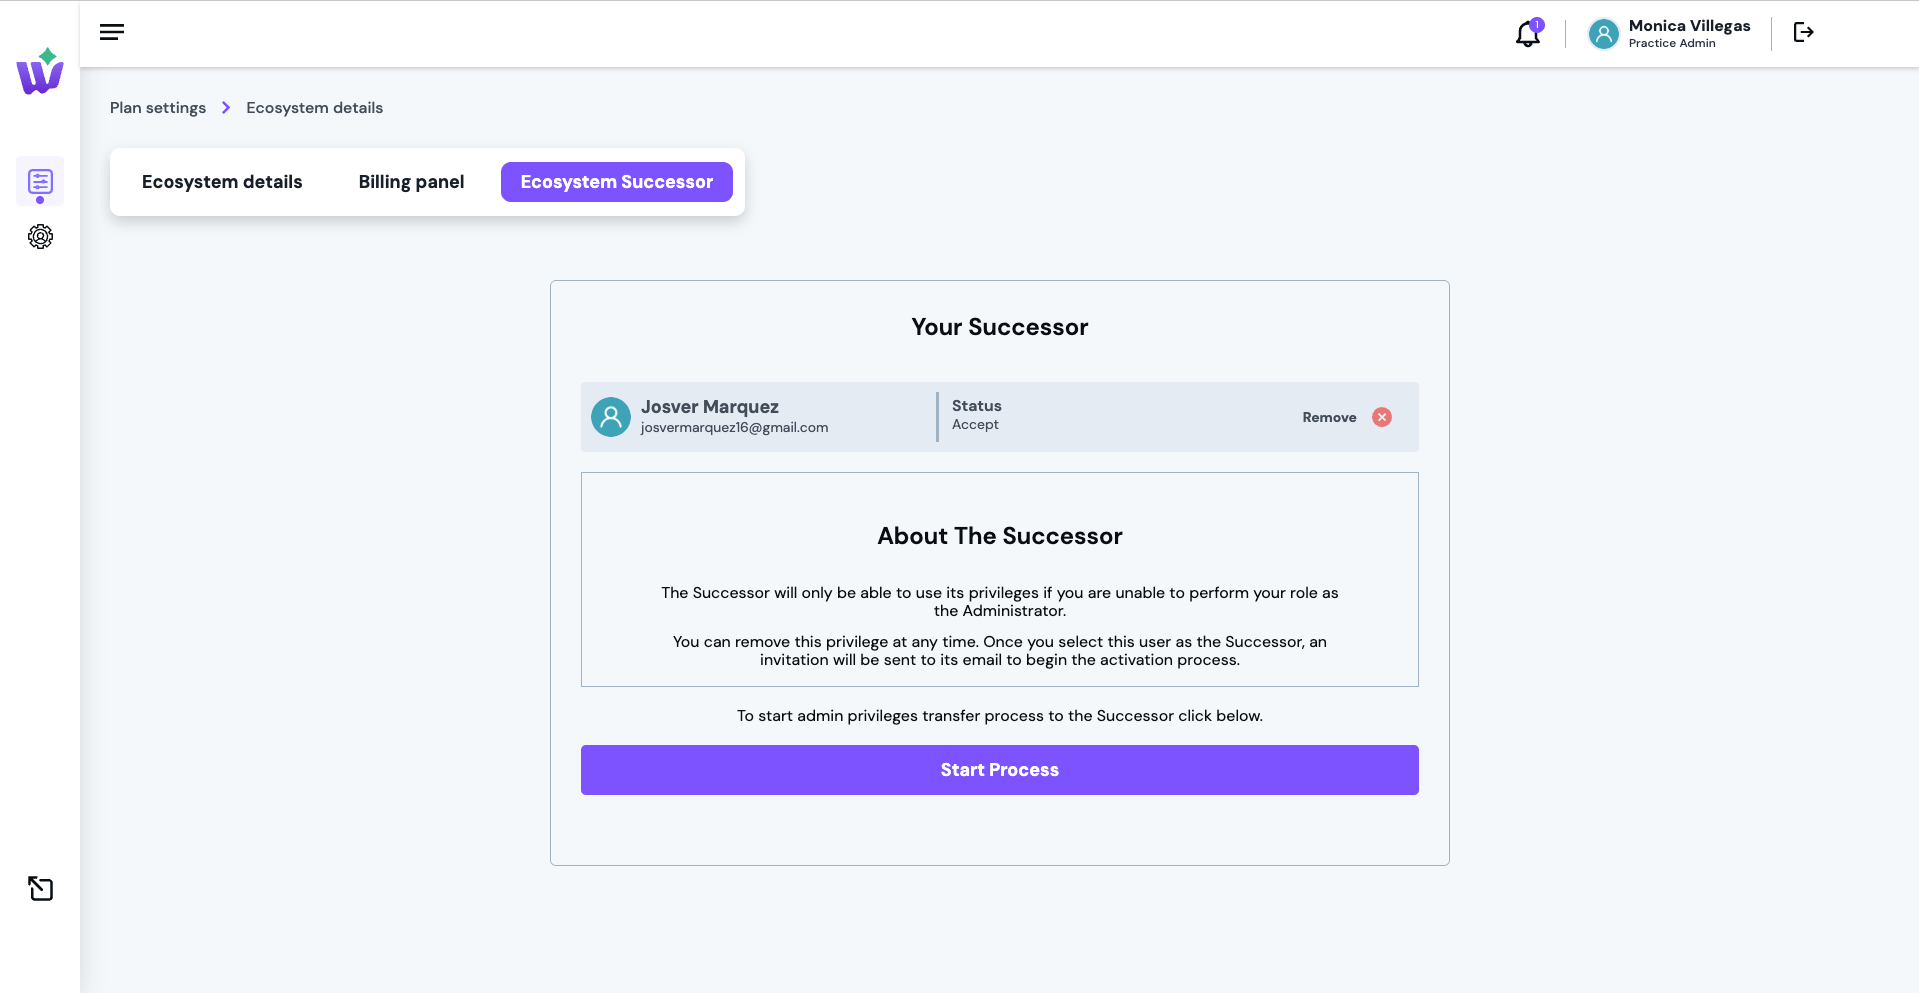 1
Monica Villegas
Practice Admin
Plan settings
Ecosystem details
Ecosystem details
Billing panel
Ecosystem Successor
Your Successor
Josver Marquez
josvermarquez16@gmail.com
Status
Accept
Remove
About The Successor
The Successor will only be able to use its privileges if you are unable to perform your role as
the Administrator.
You can remove this privilege at any time. Once you select this user as the Successor, an
invitation will be sent to its email to begin the activation process.
To start admin privileges transfer process to the Successor click below.
Start Process